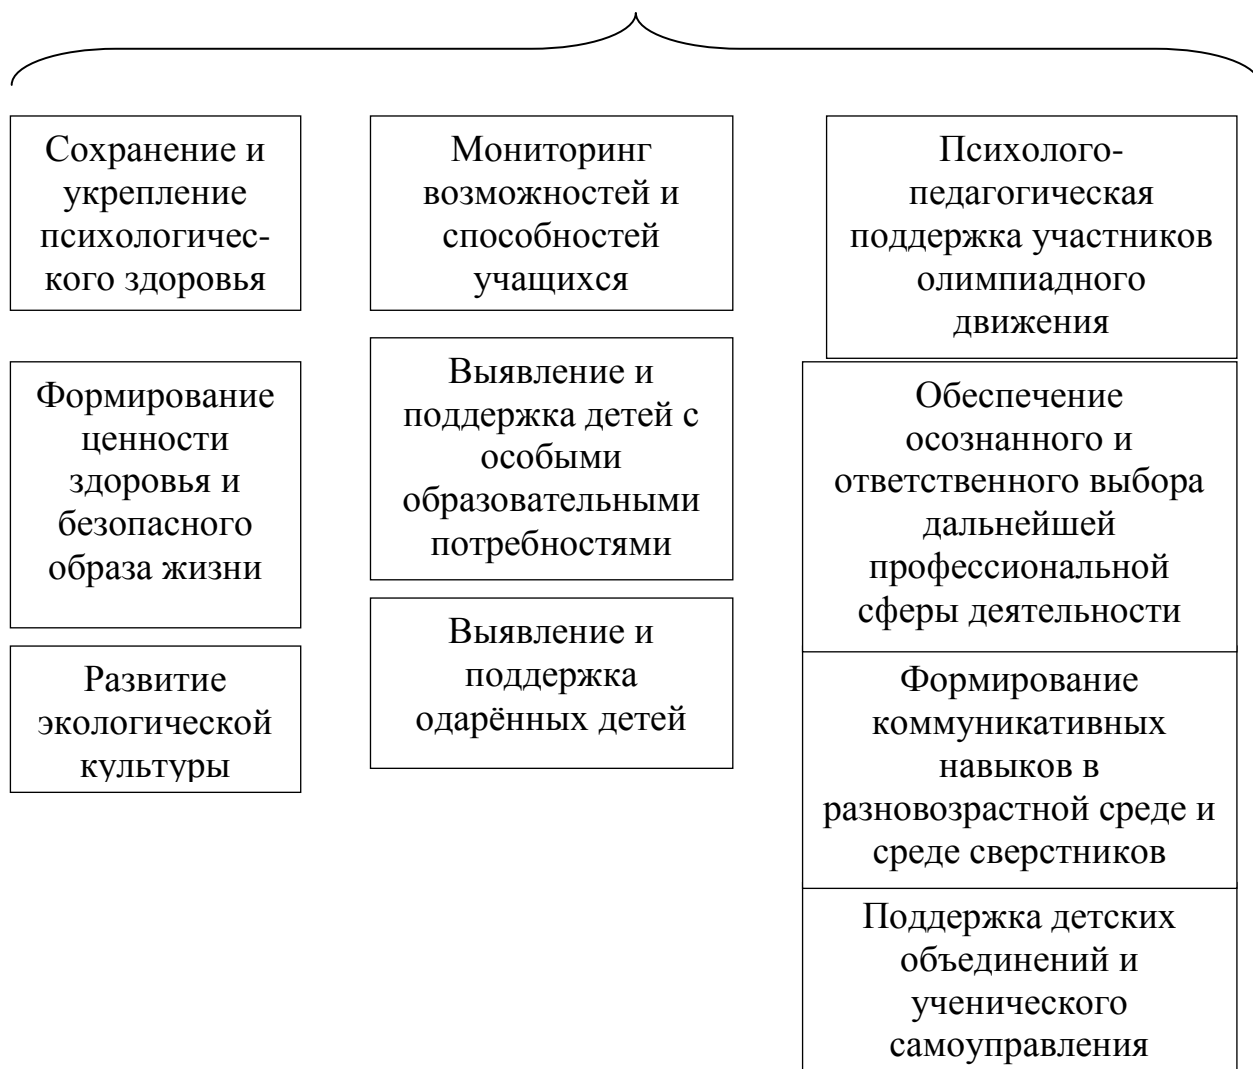 Сохранение и
укрепление
психологичес-
кого здоровья
Формирование
ценности
здоровья и
безопасного
образа жизни
Развитие
экологической
культуры
Мониторинг
возможностей и
способностей
учащихся
Выявление и
поддержка детей с
особыми
образовательными
потребностями
Выявление и
поддержка
одарённых детей
Психолого-
педагогическая
поддержка участников
олимпиадного
движения
Обеспечение
осознанного и
ответственного выбора
дальнейшей
профессиональной
сферы деятельности
Формирование
коммуникативных
навыков в
разновозрастной среде и
среде сверстников
Поддержка детских
объединений и
ученического
самоуправления